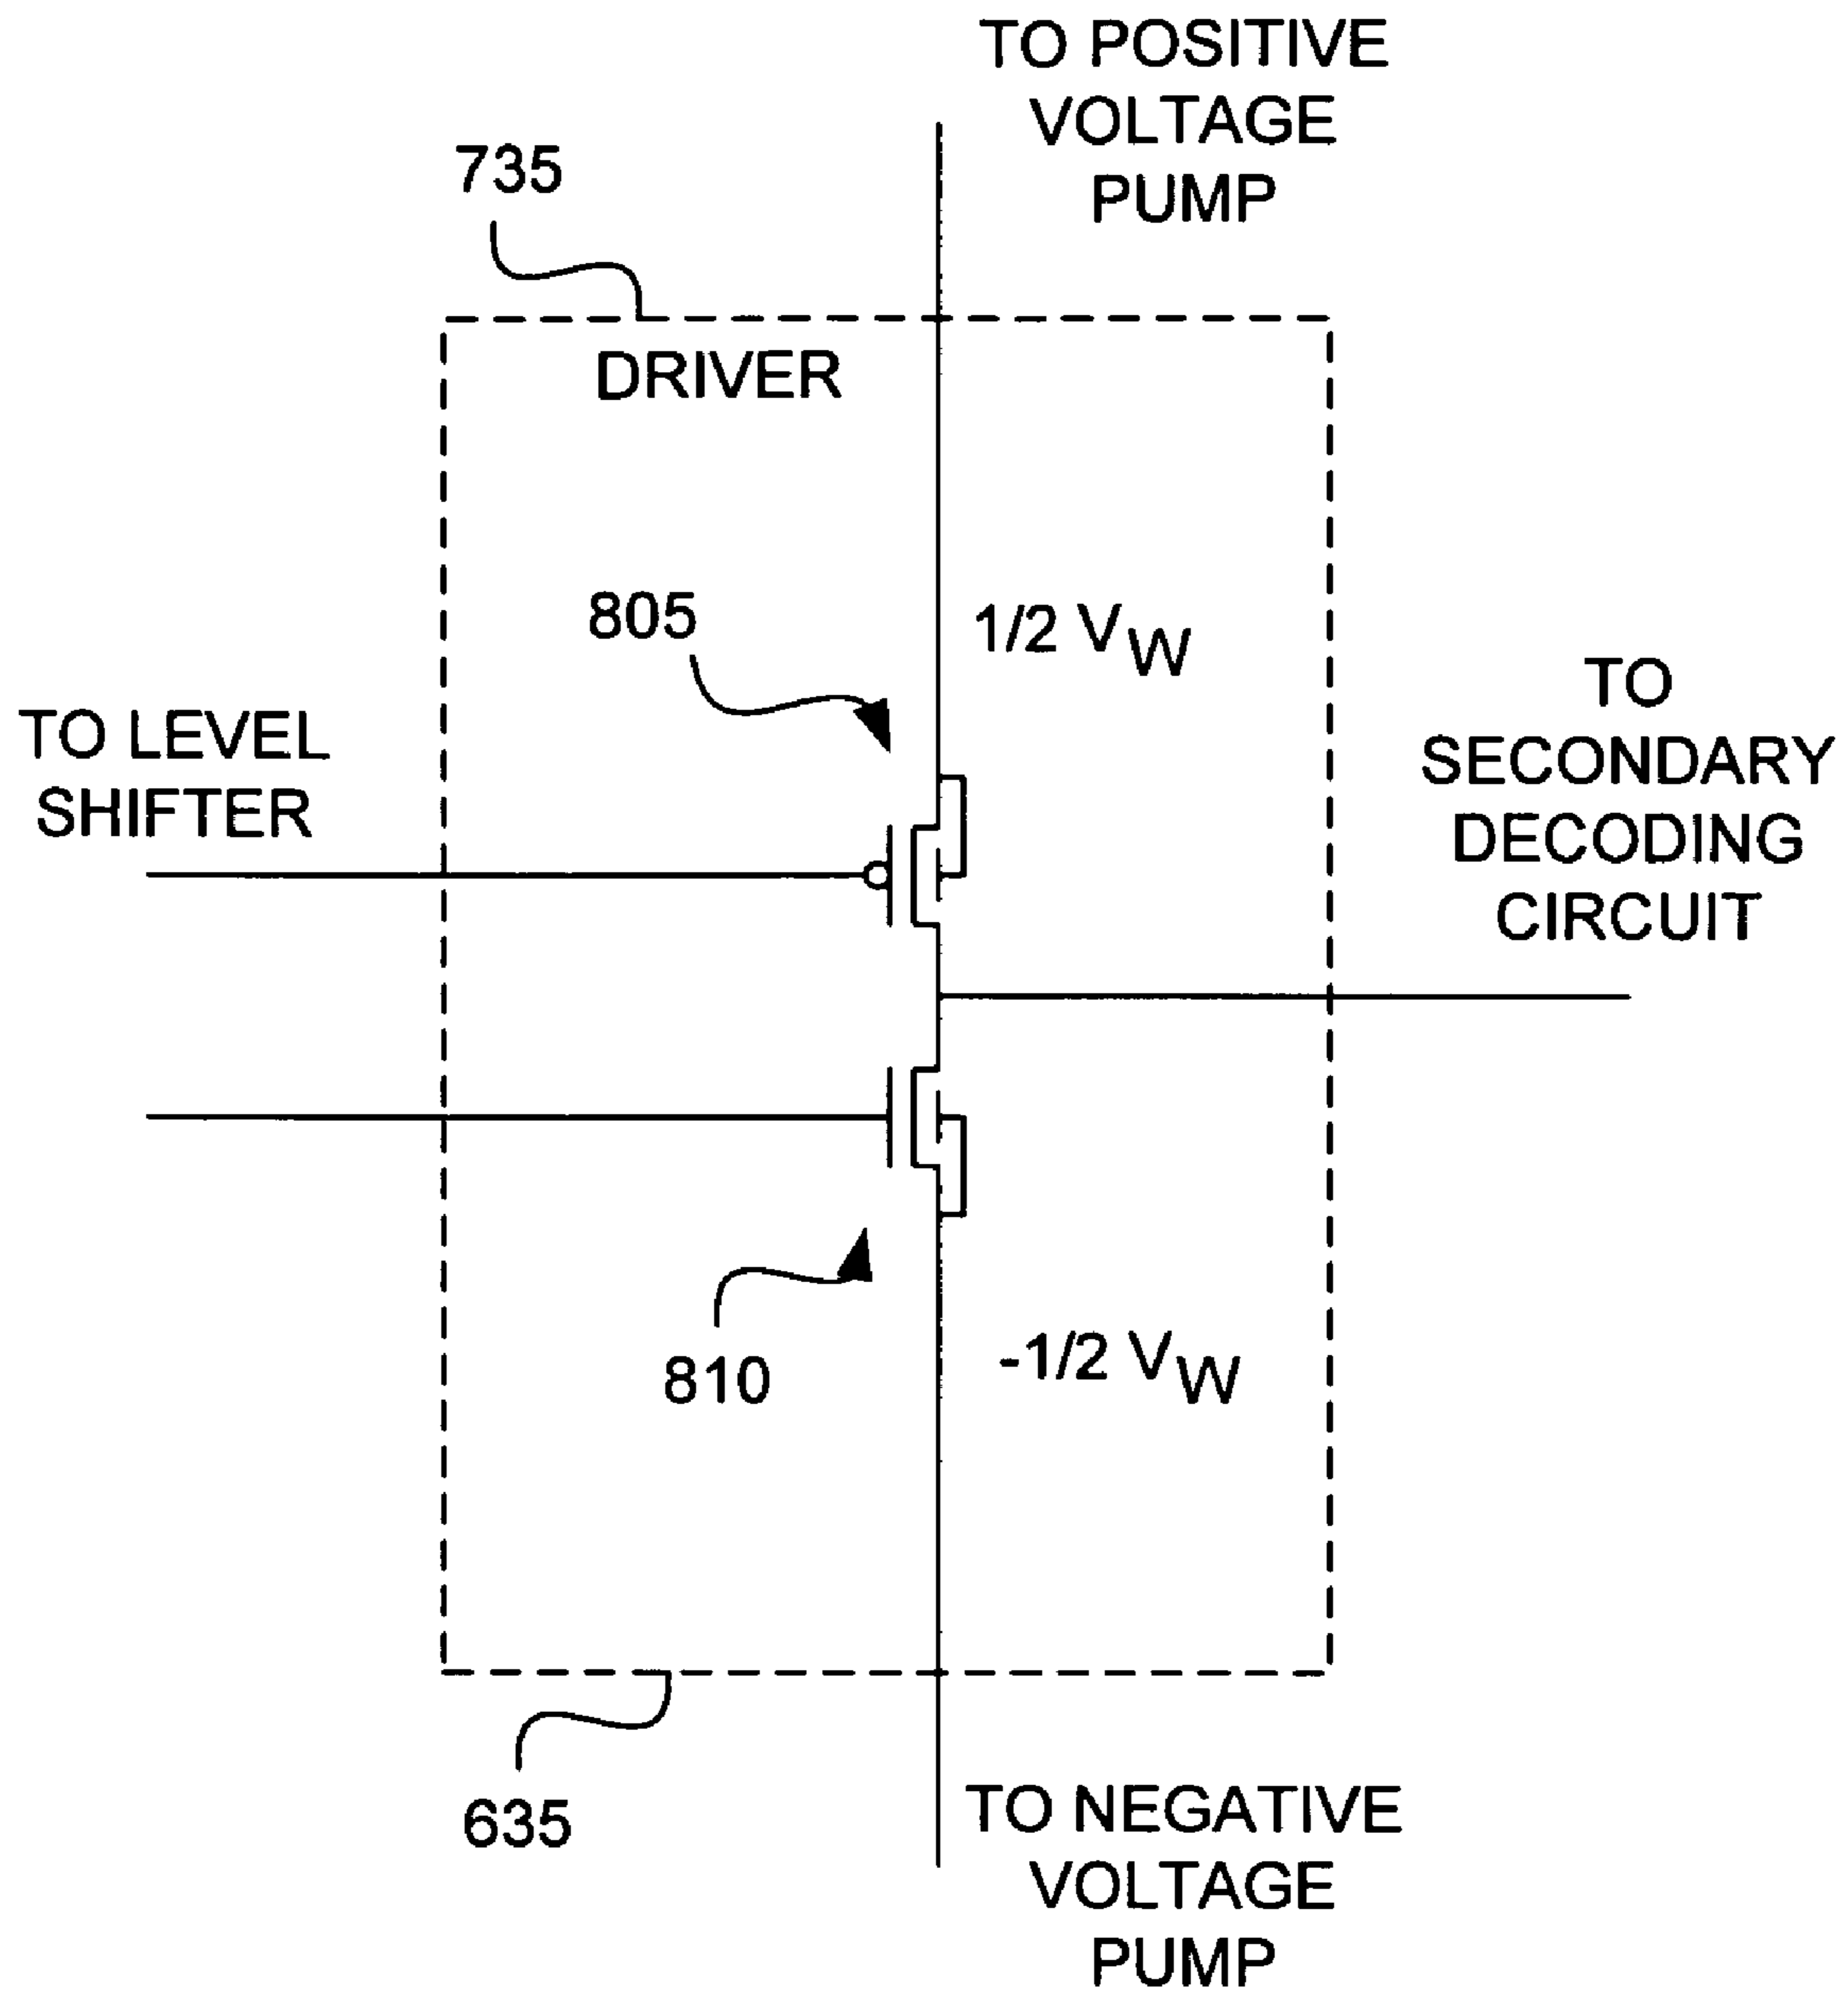 TO POSITIVE
VOLTAGE
PUMP
735
DRIVER
805
1/2 VW
TO LEVEL
SHIFTER
TO
SECONDARY
DECODING
CIRCUIT
810
-1/2 VW
635
TO NEGATIVE
VOLTAGE
PUMP